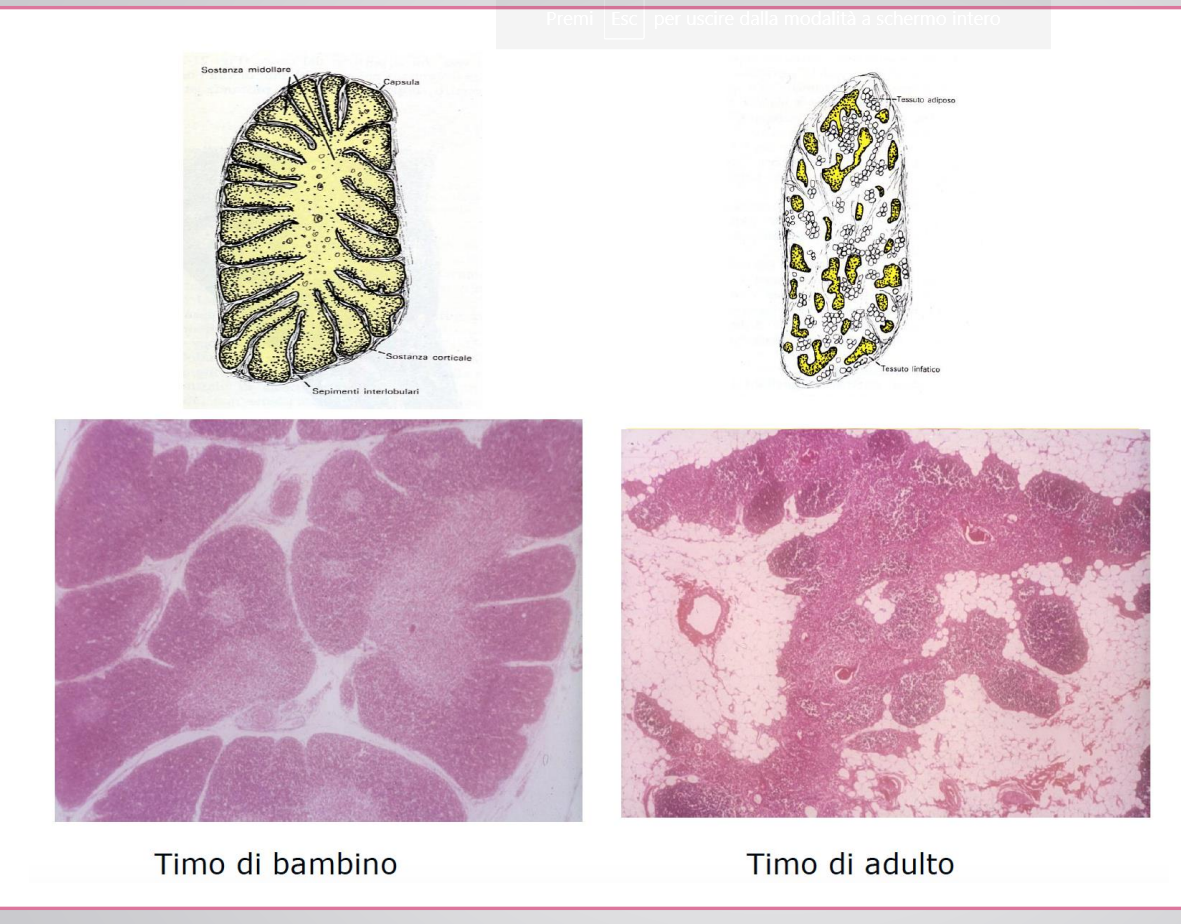 Premi Esc per uscire dalla modalità a schermo intero
Sostanza midollare
Capsula
Sostanza corticale
Sepimenti interlobulari
Tessuto adiposo
Tessuto linfatico
Timo di bambino
Timo di adulto